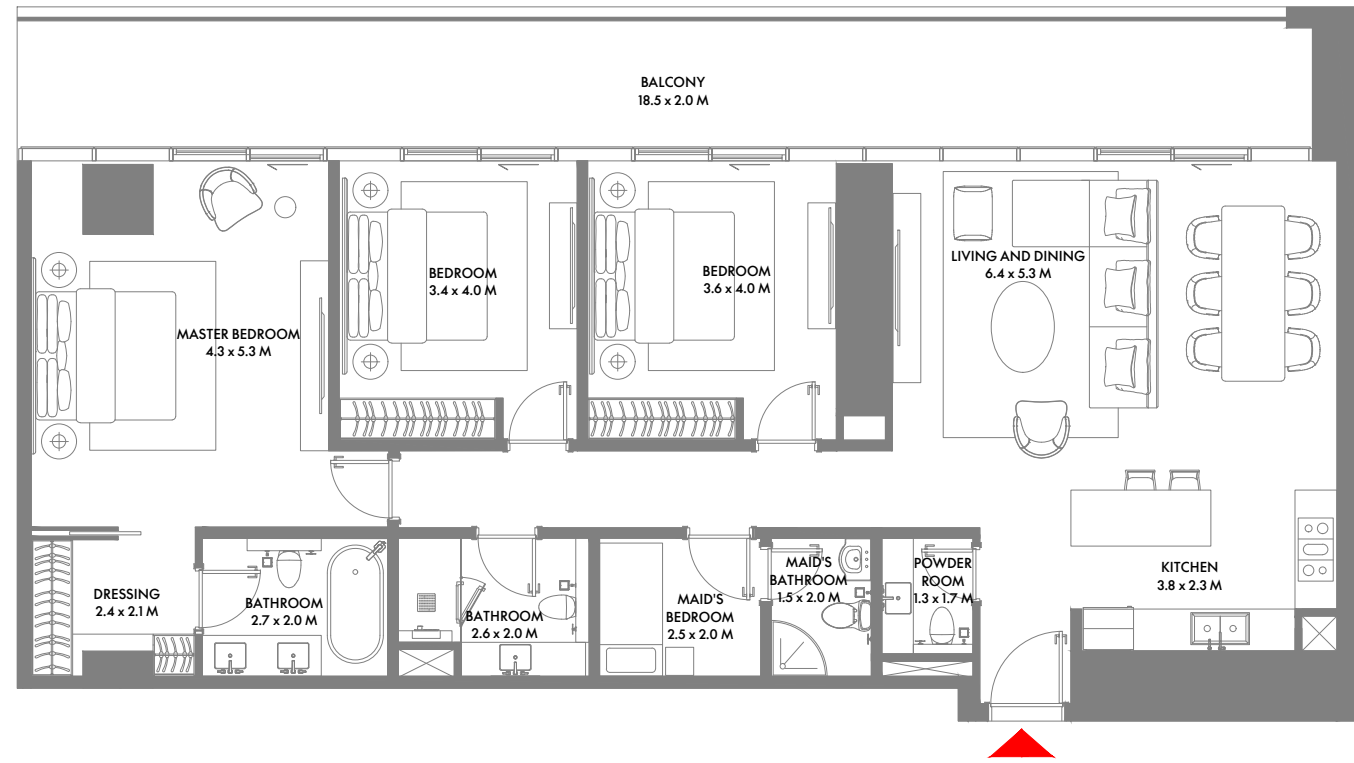 BALCONY
18.5 x 2.0 M
BEDROOM
3.4 x 4.0 M
BEDROOM
3.6 x 4.0 M
LIVING AND DINING
6.4 x 5.3 M
MASTER BEDROOM
4.3 x 5.3 M
DRESSING
2.4 x 2.1 M
BATHROOM
2.7 x 2.0 M
BATHROOM
2.6 x 2.0 M
MAID'S
BEDROOM
2.5 x 2.0 M
MAID'S
BATHROOM
1.5 x 2.0 M
POWDER
ROOM
1.3 x 1.7 M
KITCHEN
3.8 x 2.3 M